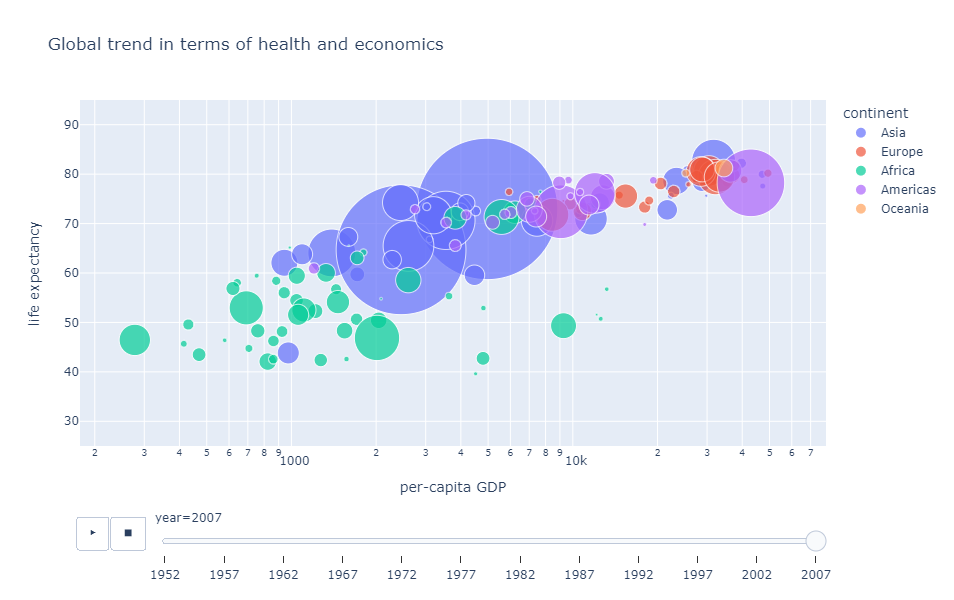 Global trend in terms of health and economics
continent
Asia
Europe
Africa
Americas
Oceania
life expectancy
90
80
70
60
50
40
30
2 3 4 5 6 7 8 9 1000 2 3 4 5 6 7 8 9 10k 2 3 4 5 6 7
per-capita GDP
year=2007
1952 1957 1962 1967 1972 1977 1982 1987 1992 1997 2002 2007